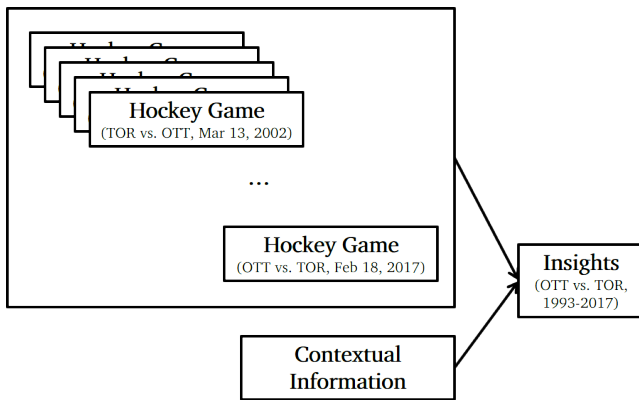 Hockey Game
(TOR vs. OTT, Mar 13, 2002)
...
Hockey Game
(OTT vs. TOR, Feb 18, 2017)
Insights
(OTT vs. TOR,
1993-2017)
Contextual
Information